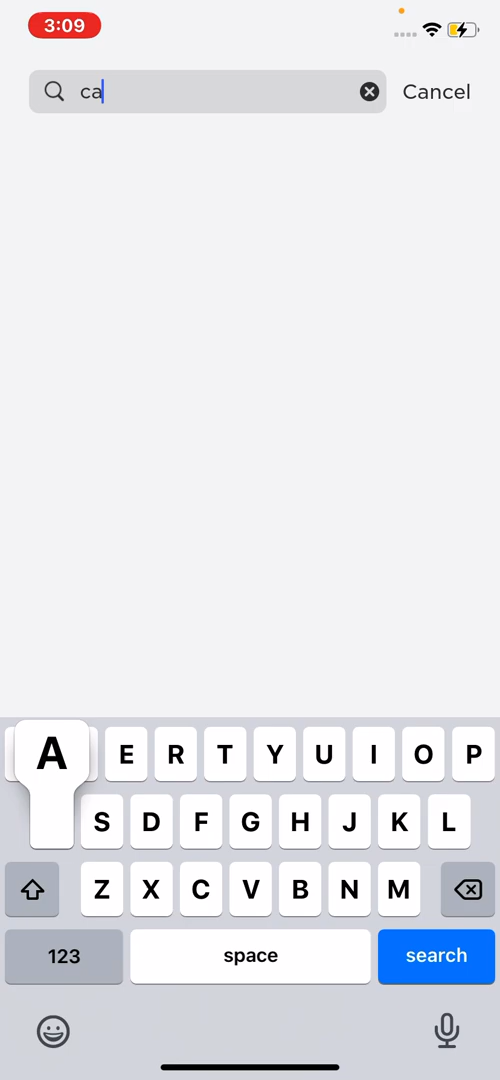 3:09
ca
Cancel
A
E R T Y U I O P
S D F G H J K L
Z X C V B N M
123 space search